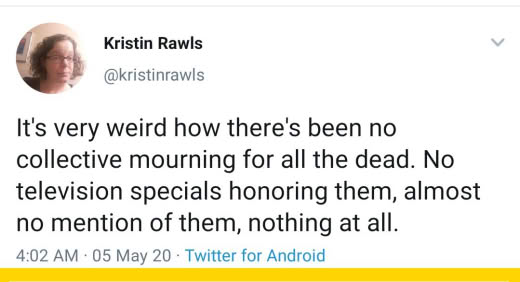 Kristin Rawls
@kristinrawls
It's very weird how there's been no
collective mourning for all the dead. No
television specials honoring them, almost
no mention of them, nothing at all.
4:02 AM · 05 May 20 · Twitter for Android